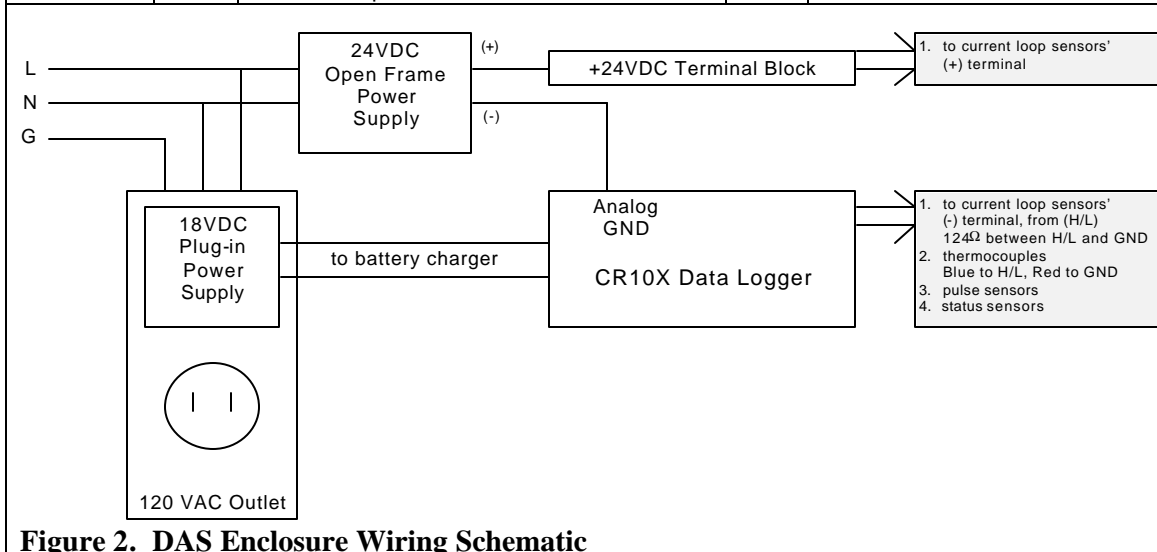 24VDC
Open Frame
Power
Supply
(+)
(-)
+24VDC Terminal Block
1. to current loop sensors'
(+) terminal
L
N
G
18VDC
Plug-in
Power
Supply
to battery charger
Analog
GND
CR10X Data Logger
1. to current loop sensors'
(-) terminal, from (H/L)
124Ω between H/L and GND
2. thermocouples
Blue to H/L, Red to GND
3. pulse sensors
4. status sensors
120 VAC Outlet
Figure 2. DAS Enclosure Wiring Schematic